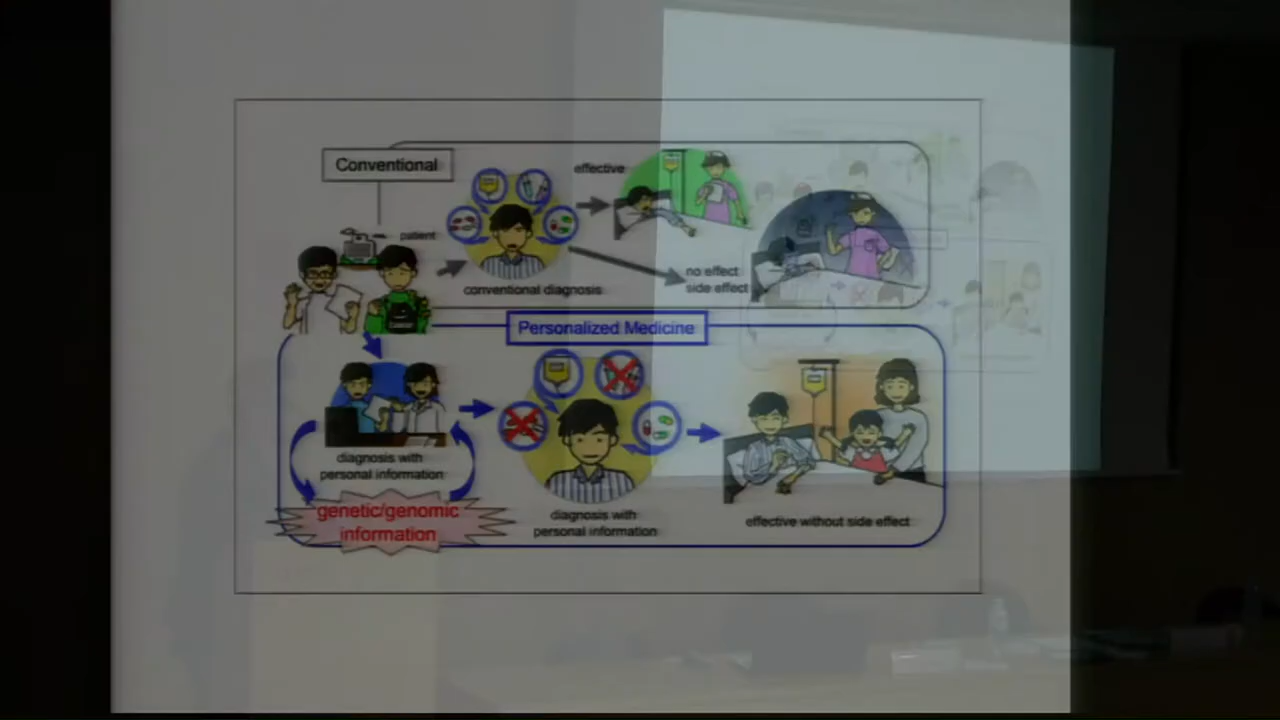 Conventional
effective
patient
no effect
side effect
conventional diagnosis
Personalized Medicine
diagnosis with
personal information
genetic/genomic
information
diagnosis with
personal information
effective without side effect